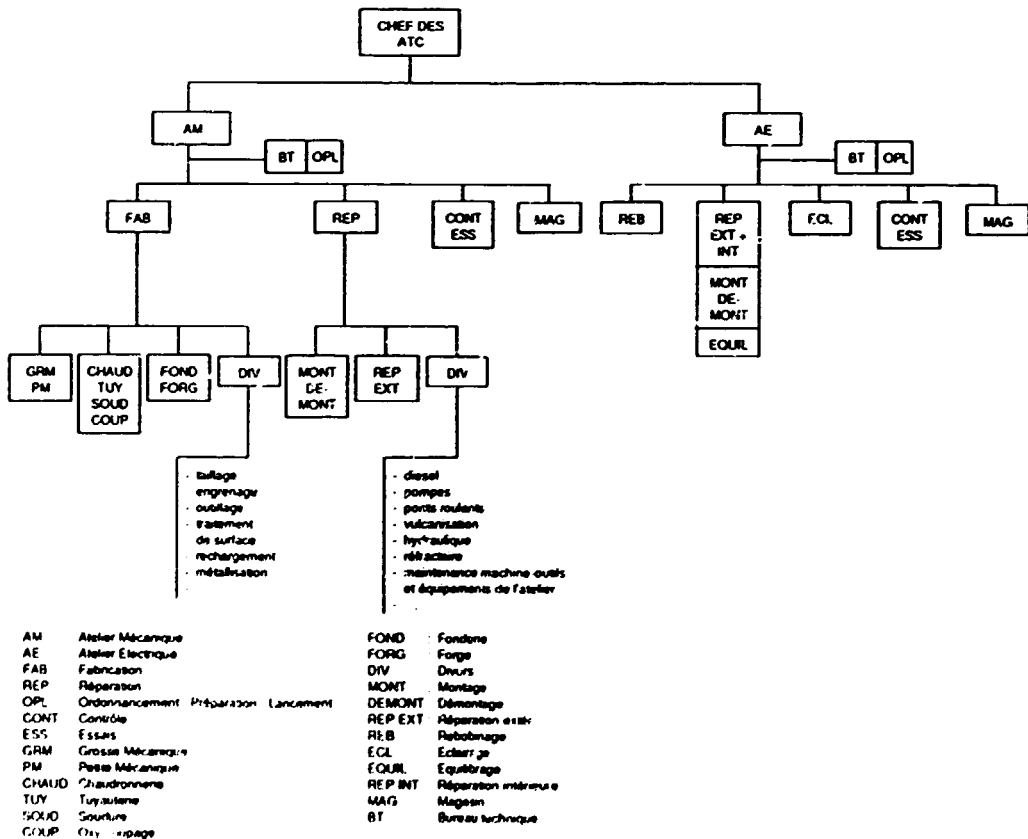 CHEF DES
ATC
AM
AE
BT OPL
BT OPL
FAB
REP
CONT
ESS
MAG
REB
REP
EXT +
INT
MONT
DE-
MONT
EQUIL
ECL
CONT
ESS
MAG
GRM
PM
CHAUD
TUY
SOUD
COUP
FOND
FORG
DIV
MONT
DE-
MONT
REP
EXT
DIV
- taillage
engrenage
- outillage
- traitement
de surface
- rechargement
- métallisation
- diesel
- pompes
- ponts roulants
- vulcanisation
- hydraulique
- réfractaire
- maintenance machine-outils
et équipements de l'atelier
AM Atelier Mécanique
AE Atelier Electrique
FAB Fabrication
REP Réparation
OPL Ordonnancement Préparation Lancement
CONT Contrôle
ESS Essais
GRM Grosse Mécanique
PM Petite Mécanique
CHAUD Chaudronnerie
TUY Tuyauterie
SOUD Soudure
COUP
FOND : Fonderie
FORG Forge
DIV Divers
MONT Montage
DEMONT Démontage
REP EXT Réparation
REB Rebobinage
ECL Eclairage
EQUIL Equilibrage
REP INT Réparation intérieure
MAG Magasin
BT Bureau technique